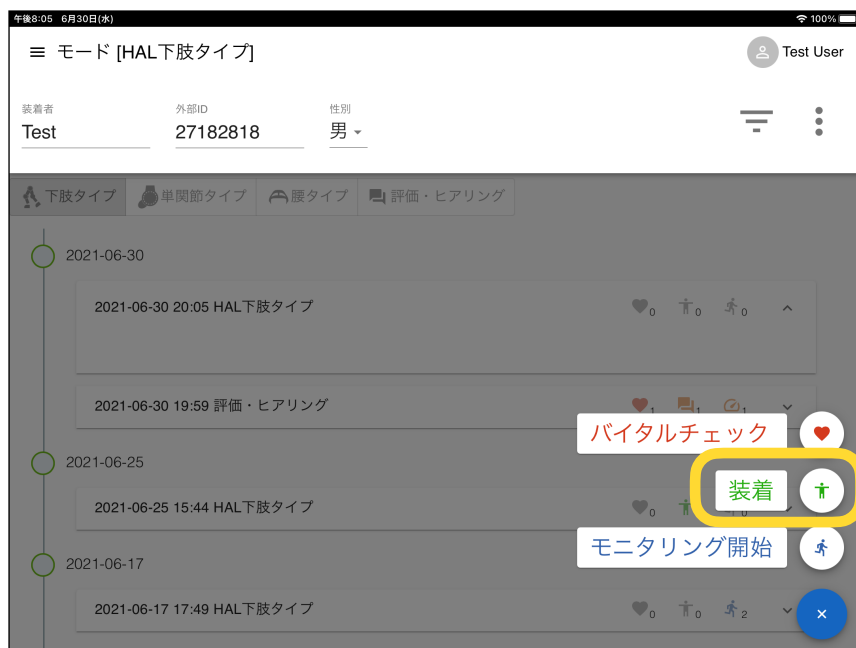 午後8:05 6月30日(水) 100%
モード [HAL下肢タイプ] Test User
装着者 外部ID 性別
Test 27182818 男
下肢タイプ 単関節タイプ 腰タイプ 評価・ヒアリング
2021-06-30
2021-06-30 20:05 HAL下肢タイプ 0 0 0
2021-06-30 19:59 評価・ヒアリング 1 1 1
バイタルチェック
2021-06-25
装着
2021-06-25 15:44 HAL下肢タイプ 0 0
モニタリング開始
2021-06-17
2021-06-17 17:49 HAL下肢タイプ 0 0 2